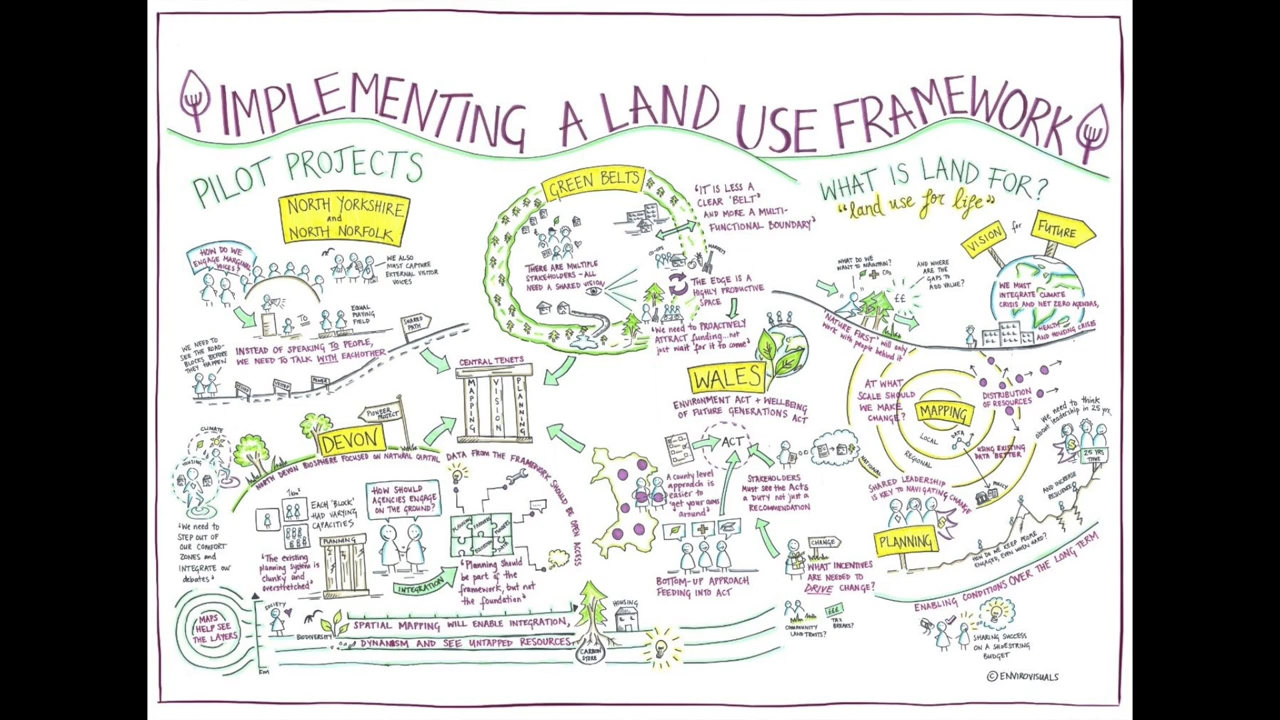 IMPLEMENTING A LAND USE FRAMEWORK
PILOT PROJECTS
NORTH YORKSHIRE
and
NORTH NORFOLK
HOW DO WE
ENGAGE MARGINAL
VOICES?
WE ALSO
MUST CAPTURE
EXTERNAL VISITOR
VOICES
TO
EQUAL
PLAYING
FIELD
SHARED
PATH
INSTEAD OF SPEAKING TO PEOPLE,
WE NEED TO TALK WITH EACHOTHER
WE NEED TO
SEE THE ROAD-
BLOCKS BEFORE
THEY HAPPEN
POWER
GREEN BELTS
"IT IS LESS A
CLEAR 'BELT'
AND MORE A MULTI-
FUNCTIONAL BOUNDARY"
THERE ARE MULTIPLE
STAKEHOLDERS - ALL
NEED A SHARED VISION
CO-OPS
MARKETS
THE EDGE IS A
HIGHLY PRODUCTIVE
SPACE
"We need to PROACTIVELY
ATTRACT funding... not
just wait for it to come"
CENTRAL TENETS
MAPPING
VISION
PLANNING
WHAT IS LAND FOR?
"land use for life"
VISION for FUTURE
WHAT DO WE
WANT TO MAINTAIN?
AND WHERE
ARE THE
GAPS TO
ADD VALUE?
££
"NATURE FIRST" will only
work with people behind it
WE MUST
INTEGRATE CLIMATE
CRISIS AND NET ZERO AGENDAS,
HEALTH
AND HOUSING CRISIS
WALES
ENVIRONMENT ACT + WELLBEING
OF FUTURE GENERATIONS ACT
ACT
A county level
approach is
easier to
"get your arms
around"
STAKEHOLDERS
MUST see the Acts
A DUTY not just a
RECOMMENDATION
BOTTOM-UP APPROACH
FEEDING INTO ACT
CHANGE
WHAT INCENTIVES
ARE NEEDED TO
DRIVE CHANGE?
COMMUNITY
LAND TRUSTS?
£££
TAX
BREAKS?
AT WHAT
SCALE SHOULD
WE MAKE
CHANGE?
MAPPING
LOCAL
REGIONAL
NATIONAL
DATA
DISTRIBUTION
OF RESOURCES
USING EXISTING
DATA BETTER
We need to think
about leadership in 25 yrs.
25 YRS
TIME
SHARED LEADERSHIP
IS KEY TO NAVIGATING CHANGE
PLANNING
HOW DO WE KEEP PEOPLE
ENGAGED, EVEN WHEN HARD?
AND INCREASE
RESILIENCE
ENABLING CONDITIONS OVER THE LONG TERM
SHARING SUCCESS
ON A SHOESTRING
BUDGET
DEVON
PONTER PROJECT
NORTH DEVON BIOSPHERE FOCUSED ON NATURAL CAPITAL
CLIMATE
HOUSING
"We need to
STEP OUT OF
OUR COMFORT
ZONES and
INTEGRATE our
debates"
EACH 'BLOCK'
HAD VARYING
CAPACITIES
"The existing
planning system is
clunky and
overstretched"
PLANNING
HOW SHOULD
AGENCIES ENGAGE
ON THE GROUND?
INTEGRATION
DATA FROM THE FRAMEWORK SHOULD BE OPEN ACCESS
"Planning should
be part of the
framework, but not
the foundation"
MAPS
HELP SEE
THE LAYERS
SOCIETY
BIODIVERSITY
SPATIAL MAPPING WILL ENABLE INTEGRATION,
DYNAMISM AND SEE UNTAPPED RESOURCES
CARBON
STORE
HOUSING
© ENVIROVISUALS